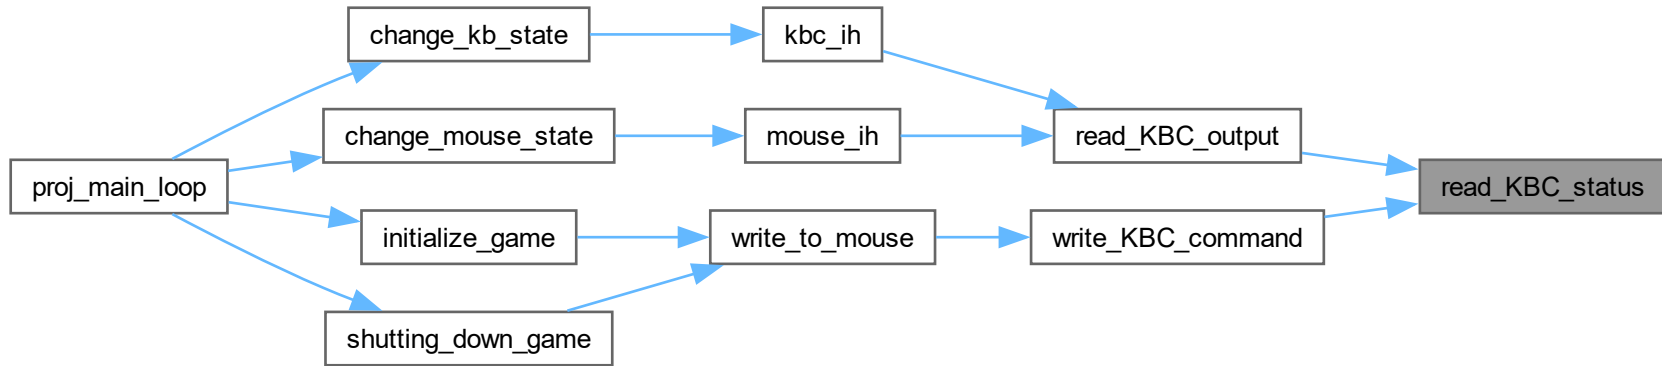 change_kb_state
kbc_ih
change_mouse_state
mouse_ih
read_KBC_output
proj_main_loop
read_KBC_status
initialize_game
write_to_mouse
write_KBC_command
shutting_down_game